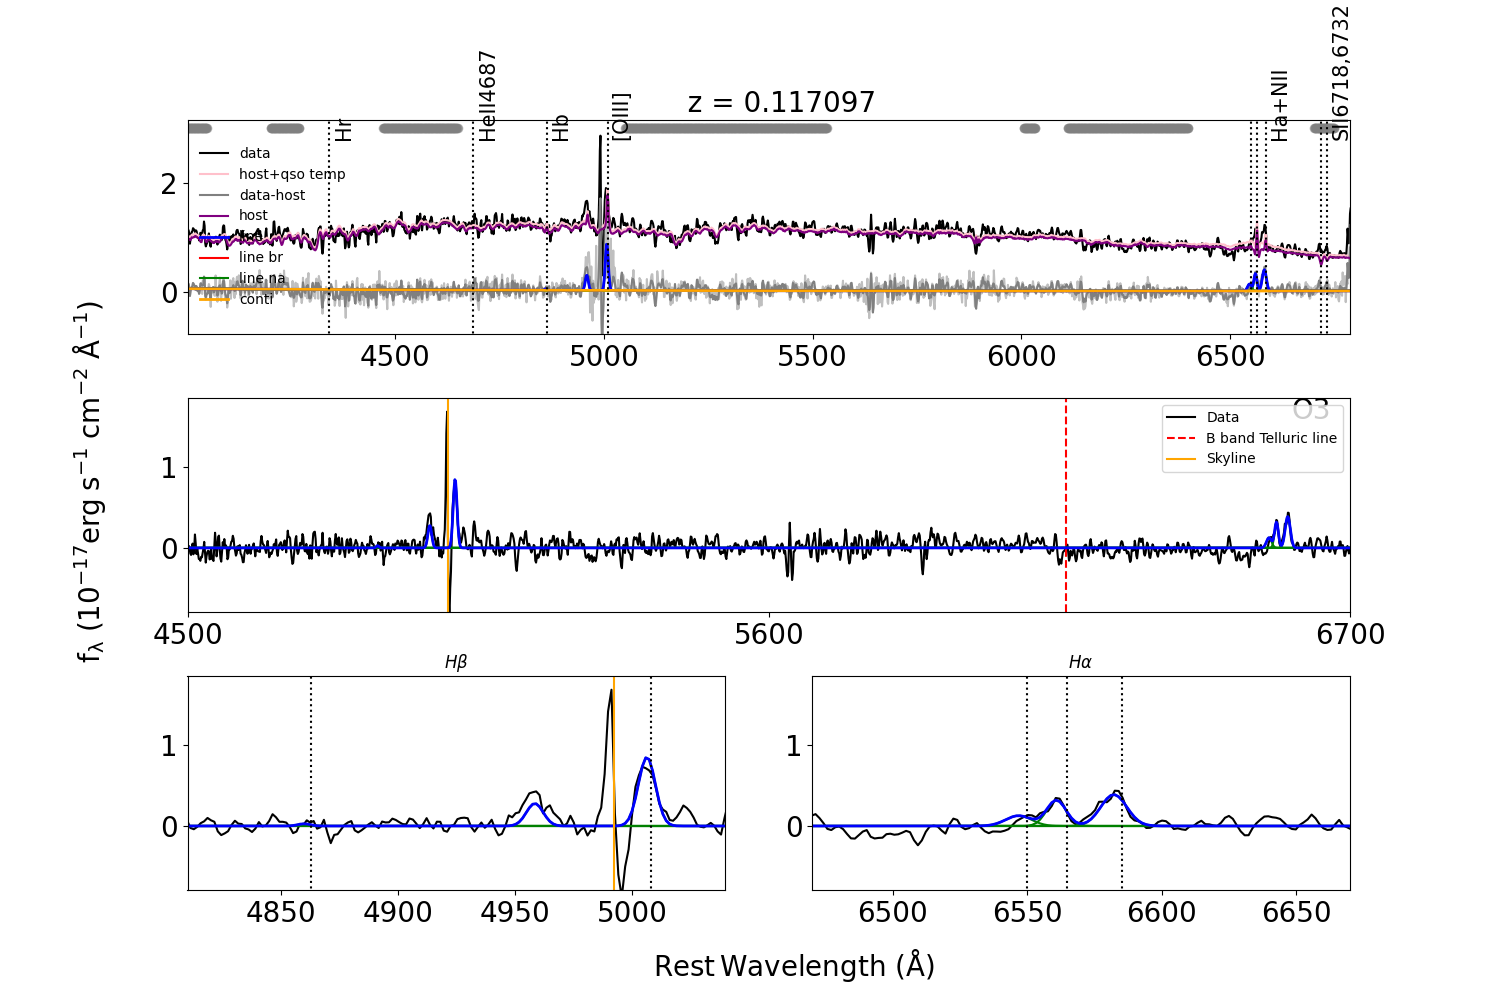 z = 0.117097
Hr
HeII4687
Hb
[OIII]
Ha+NII
SII6718,6732
data
host+qso temp
data-host
host
line br
line na
conti
2
0
4500
5000
5500
6000
6500
fλ (10⁻¹⁷erg s⁻¹ cm⁻² Å⁻¹)
O3
Data
B band Telluric line
Skyline
1
0
4500
5600
6700
Hβ
1
0
4850
4900
4950
5000
Hα
1
0
6500
6550
6600
6650
Rest Wavelength (Å)